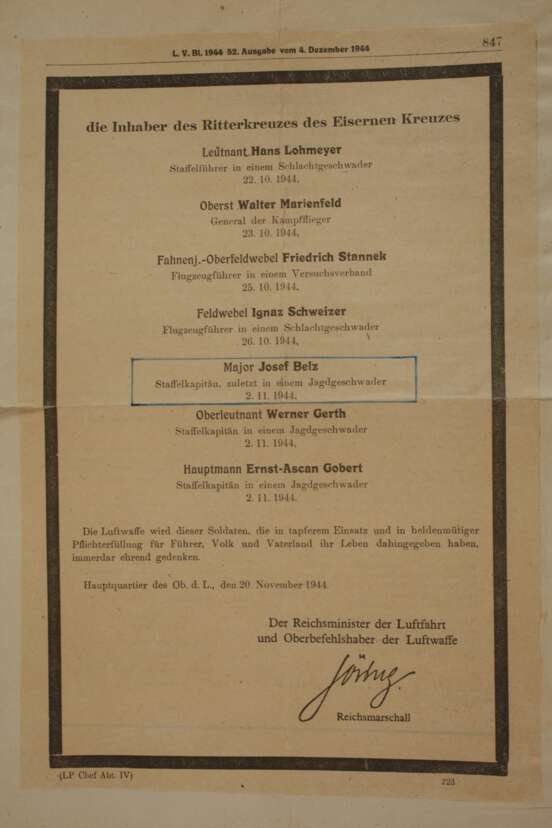 L. V. Bl. 1944 52. Ausgabe vom 4. Dezember 1944
847
die Inhaber des Ritterkreuzes des Eisernen Kreuzes
Leutnant Hans Lohmeyer
Staffelführer in einem Schlachtgeschwader
22. 10. 1944.
Oberst Walter Marienfeld
General der Kampfflieger
23. 10. 1944.
Fahnenj.-Oberfeldwebel Friedrich Stannek
Flugzeugführer in einem Versuchsverband
25. 10. 1944.
Feldwebel Ignaz Schweizer
Flugzeugführer in einem Schlachtgeschwader
26. 10. 1944.
Major Josef Belz
Staffelkapitän, zuletzt in einem Jagdgeschwader
2. 11. 1944.
Oberleutnant Werner Gerth
Staffelkapitän in einem Jagdgeschwader
2. 11. 1944.
Hauptmann Ernst-Ascan Gobert
Staffelkapitän in einem Jagdgeschwader
2. 11. 1944.
Die Luftwaffe wird dieser Soldaten, die in tapferem Einsatz und in heldenmütiger
Pflichterfüllung für Führer, Volk und Vaterland ihr Leben dahingegeben haben,
immerdar ehrend gedenken.
Hauptquartier des Ob. d. L., den 20. November 1944.
Der Reichsminister der Luftfahrt
und Oberbefehlshaber der Luftwaffe
Göring.
Reichsmarschall
(LP Chef Abt. IV)
223